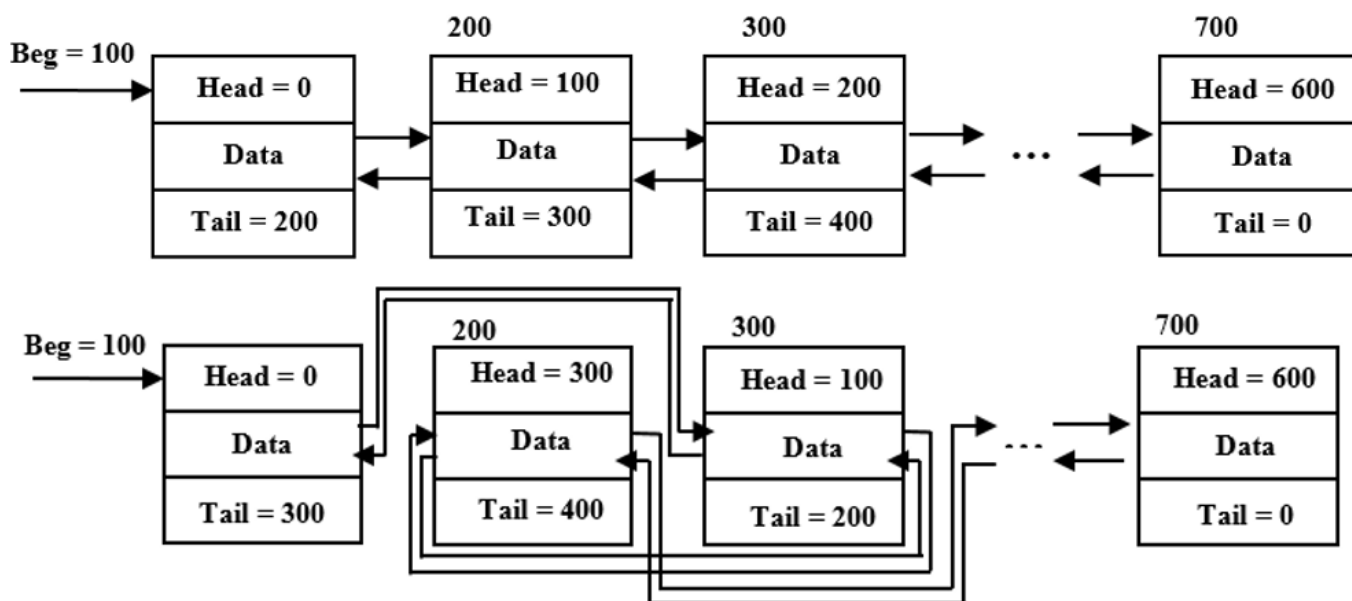 200 300 700
Beg = 100
Head = 0 Head = 100 Head = 200 Head = 600
Data Data Data ... Data
Tail = 200 Tail = 300 Tail = 400 Tail = 0
200 300 700
Beg = 100
Head = 0 Head = 300 Head = 100 Head = 600
Data Data Data ... Data
Tail = 300 Tail = 400 Tail = 200 Tail = 0